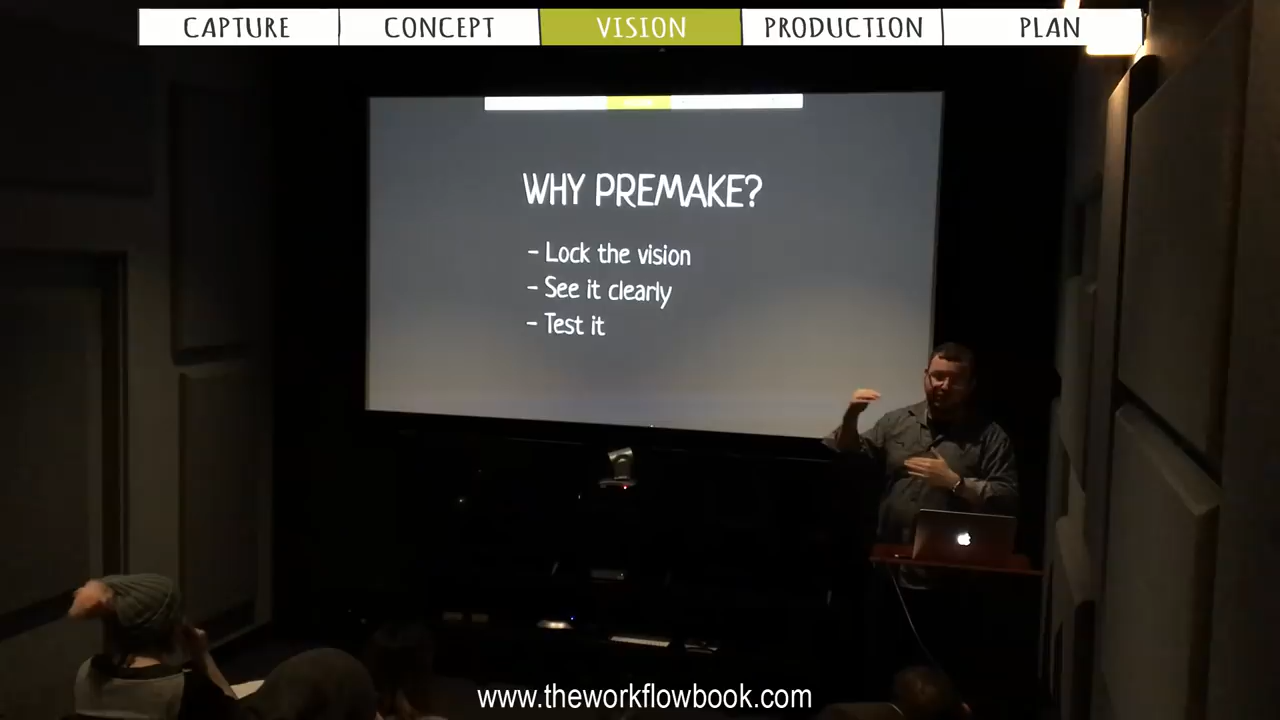 CAPTURE
CONCEPT
VISION
PRODUCTION
PLAN
WHY PREMAKE?
- Lock the vision
- See it clearly
- Test it
www.theworkflowbook.com